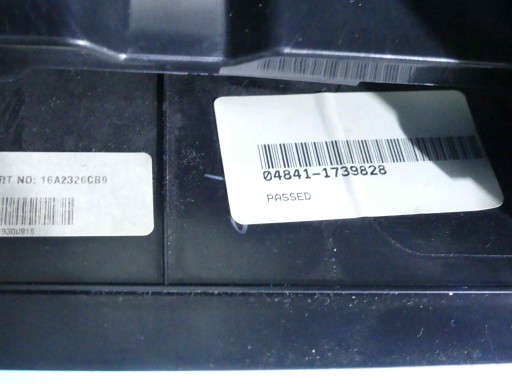 RT NO: 16A2326CB9
04841-1739828
PASSED